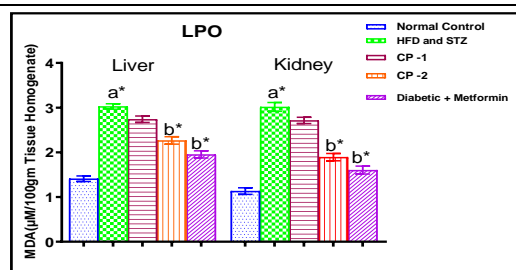 LPO
Normal Control
HFD and STZ
CP -1
CP -2
Diabetic + Metformin
Liver
Kidney
MDA(µM/100gm Tissue Homogenate)
4
3
2
1
0
a*
b*
b*
a*
b*
b*